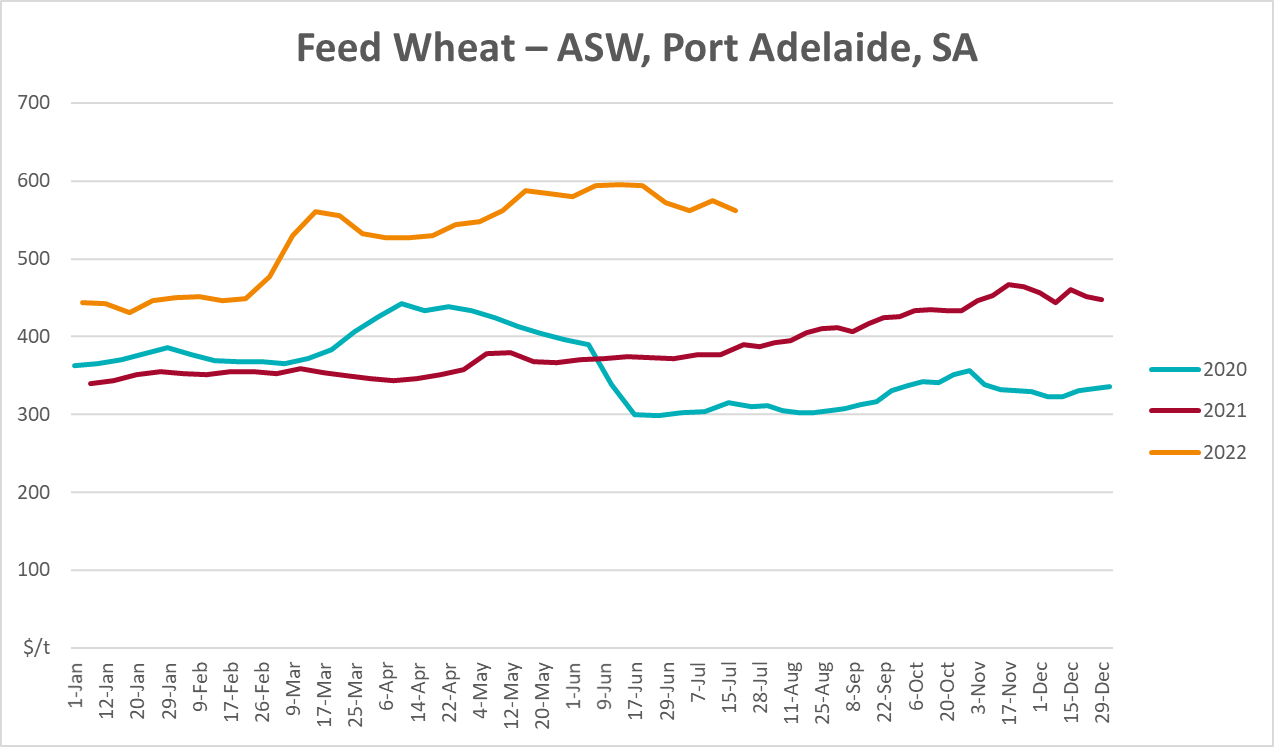 Feed Wheat – ASW, Port Adelaide, SA
700
600
500
400
300
200
100
$/t
1-Jan
12-Jan
20-Jan
29-Jan
9-Feb
17-Feb
26-Feb
9-Mar
17-Mar
25-Mar
6-Apr
14-Apr
22-Apr
4-May
12-May
20-May
1-Jun
9-Jun
17-Jun
29-Jun
7-Jul
15-Jul
28-Jul
11-Aug
25-Aug
8-Sep
22-Sep
6-Oct
20-Oct
3-Nov
17-Nov
1-Dec
15-Dec
29-Dec
2020
2021
2022